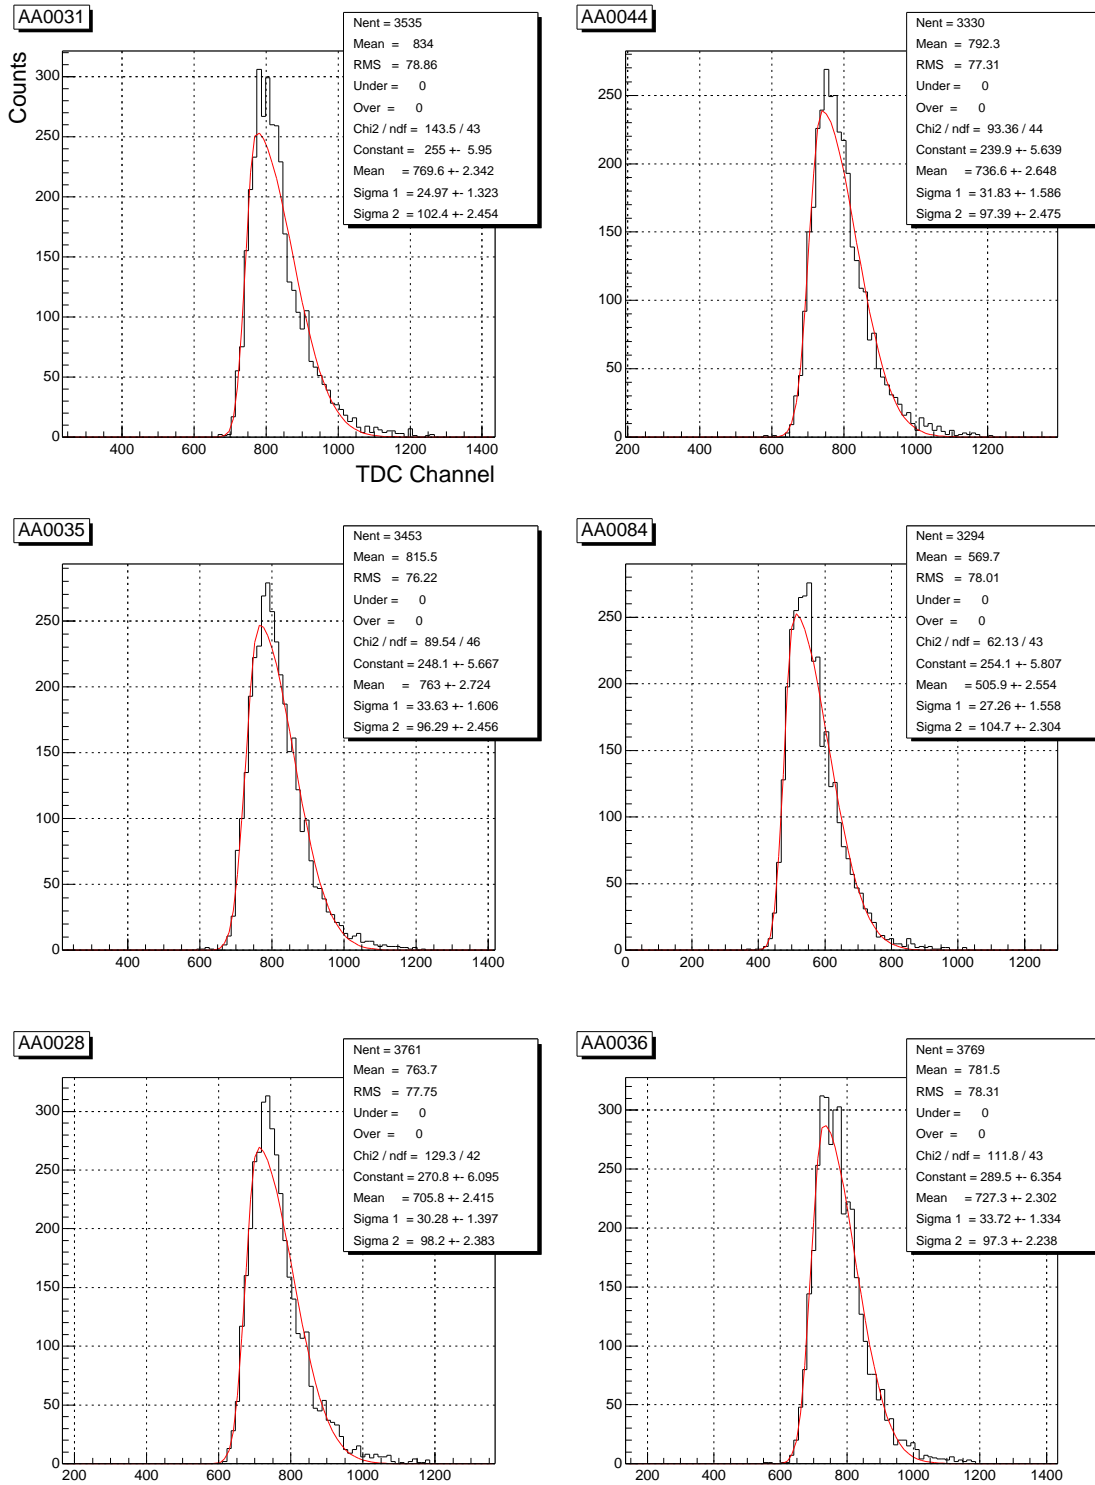 AA0031
Nent = 3535
Mean = 834
RMS = 78.86
Under = 0
Over = 0
Chi2 / ndf = 143.5 / 43
Constant = 255 +- 5.95
Mean = 769.6 +- 2.342
Sigma 1 = 24.97 +- 1.323
Sigma 2 = 102.4 +- 2.454
Counts
300
250
200
150
100
50
0
400 600 800 1000 1200 1400
TDC Channel
AA0044
Nent = 3330
Mean = 792.3
RMS = 77.31
Under = 0
Over = 0
Chi2 / ndf = 93.36 / 44
Constant = 239.9 +- 5.639
Mean = 736.6 +- 2.648
Sigma 1 = 31.83 +- 1.586
Sigma 2 = 97.39 +- 2.475
250
200
150
100
50
0
200 400 600 800 1000 1200
AA0035
Nent = 3453
Mean = 815.5
RMS = 76.22
Under = 0
Over = 0
Chi2 / ndf = 89.54 / 46
Constant = 248.1 +- 5.667
Mean = 763 +- 2.724
Sigma 1 = 33.63 +- 1.606
Sigma 2 = 96.29 +- 2.456
250
200
150
100
50
0
400 600 800 1000 1200 1400
AA0084
Nent = 3294
Mean = 569.7
RMS = 78.01
Under = 0
Over = 0
Chi2 / ndf = 62.13 / 43
Constant = 254.1 +- 5.807
Mean = 505.9 +- 2.554
Sigma 1 = 27.26 +- 1.558
Sigma 2 = 104.7 +- 2.304
250
200
150
100
50
0
0 200 400 600 800 1000 1200
AA0028
Nent = 3761
Mean = 763.7
RMS = 77.75
Under = 0
Over = 0
Chi2 / ndf = 129.3 / 42
Constant = 270.8 +- 6.095
Mean = 705.8 +- 2.415
Sigma 1 = 30.28 +- 1.397
Sigma 2 = 98.2 +- 2.383
300
250
200
150
100
50
0
200 400 600 800 1000 1200
AA0036
Nent = 3769
Mean = 781.5
RMS = 78.31
Under = 0
Over = 0
Chi2 / ndf = 111.8 / 43
Constant = 289.5 +- 6.354
Mean = 727.3 +- 2.302
Sigma 1 = 33.72 +- 1.334
Sigma 2 = 97.3 +- 2.238
300
250
200
150
100
50
0
200 400 600 800 1000 1200 1400